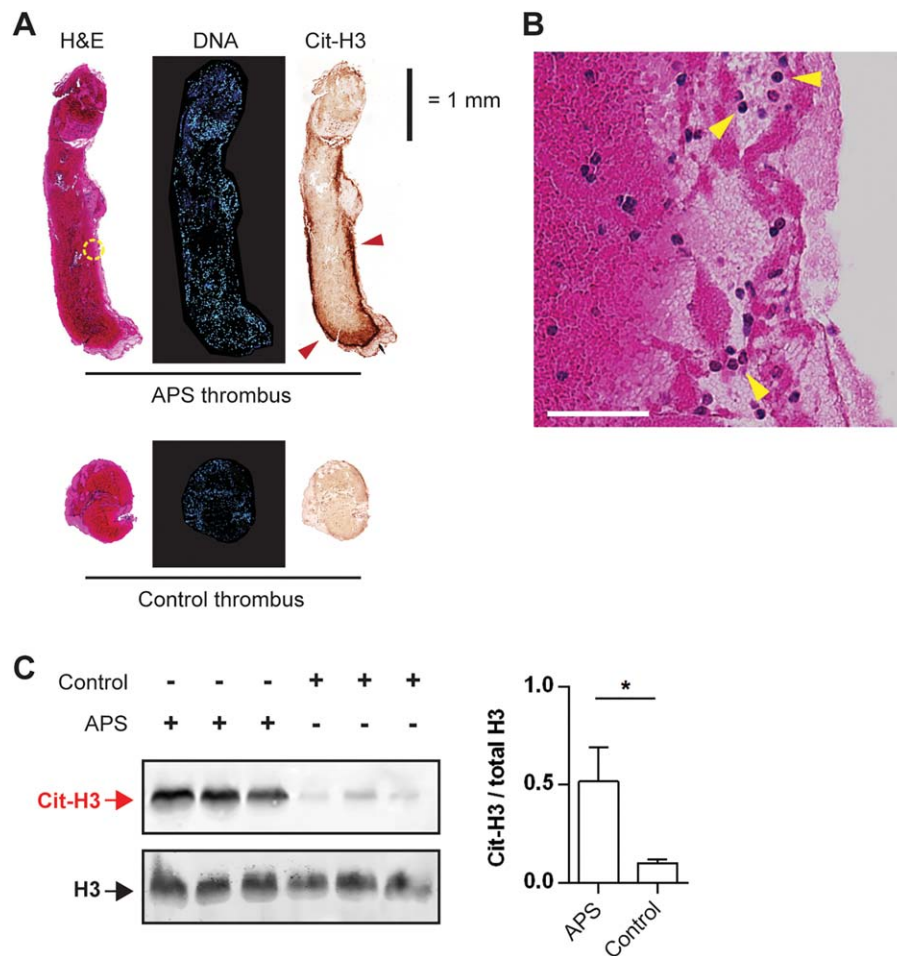 A
H&E DNA Cit-H3
= 1 mm
APS thrombus
Control thrombus
B
C
Control - - - + + +
APS + + + - - -
Cit-H3
H3
1.0
0.5
0.0
Cit-H3 / total H3
*
APS Control